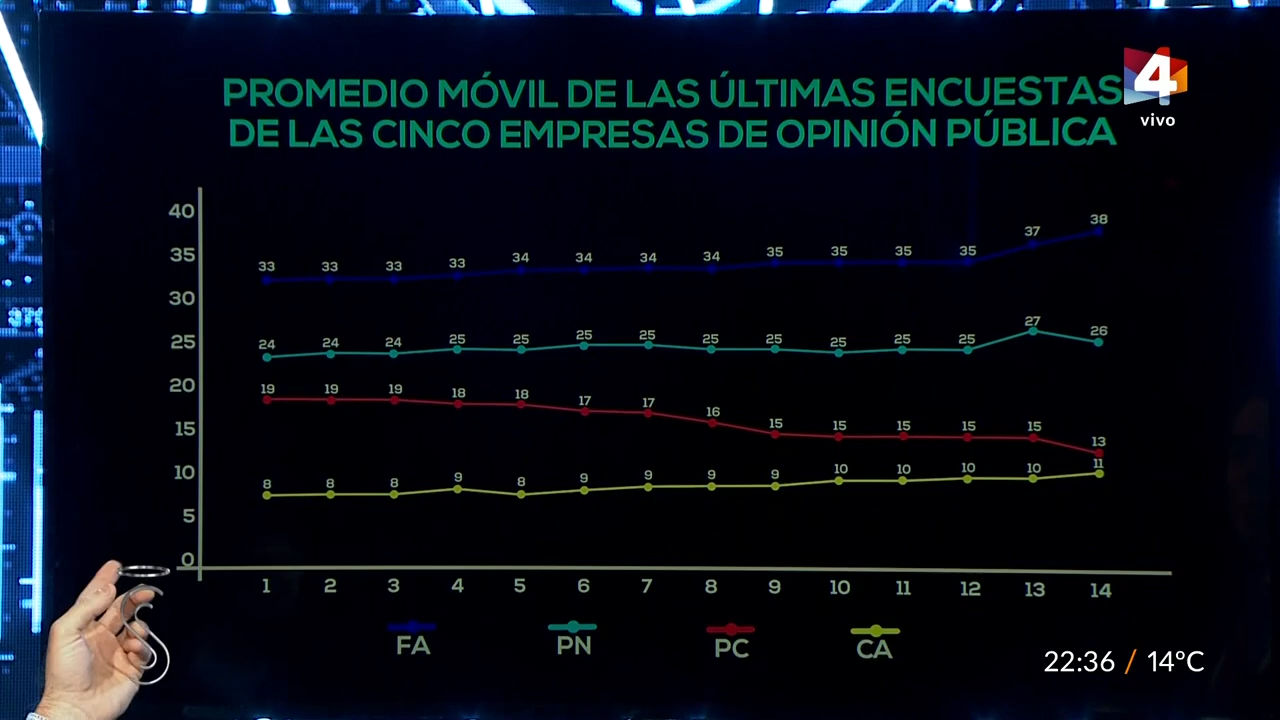 PROMEDIO MÓVIL DE LAS ÚLTIMAS ENCUESTAS
DE LAS CINCO EMPRESAS DE OPINIÓN PÚBLICA
4
vivo
40
35
30
25
20
15
10
5
0
33 33 33 33 34 34 34 34 35 35 35 35 37 38
24 24 24 25 25 25 25 25 25 25 25 25 27 26
19 19 19 18 18 17 17 16 15 15 15 15 15 13
8 8 8 9 8 9 9 9 9 10 10 10 10 11
1 2 3 4 5 6 7 8 9 10 11 12 13 14
FA PN PC CA
22:36 / 14°C